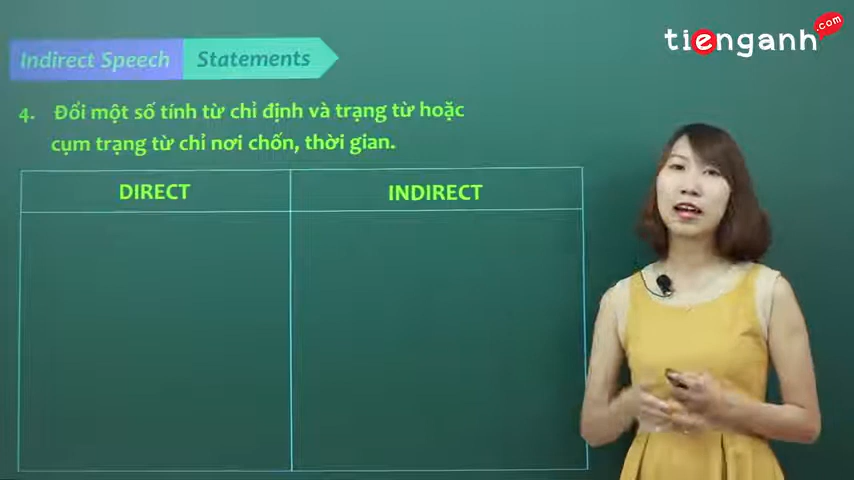 tienganh.com
Indirect Speech Statements
4. Đổi một số tính từ chỉ định và trạng từ hoặc
cụm trạng từ chỉ nơi chốn, thời gian.
DIRECT INDIRECT